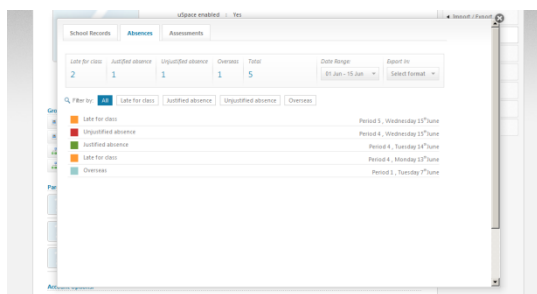 uSpace enabled : Yes
Import / Export
School Records Absences Assessments
Late for class Justified absence Unjustified absence Overseas Total Date Range: Export in:
2 1 1 1 5 01 Jun - 15 Jun Select Format
Filter by: All Late for class Justified absence Unjustified absence Overseas
Late for class Period 5 , Wednesday 15th June
Unjustified absence Period 4 , Wednesday 15th June
Justified absence Period 4 , Tuesday 14th June
Late for class Period 4 , Monday 13th June
Overseas Period 1 , Tuesday 7th June